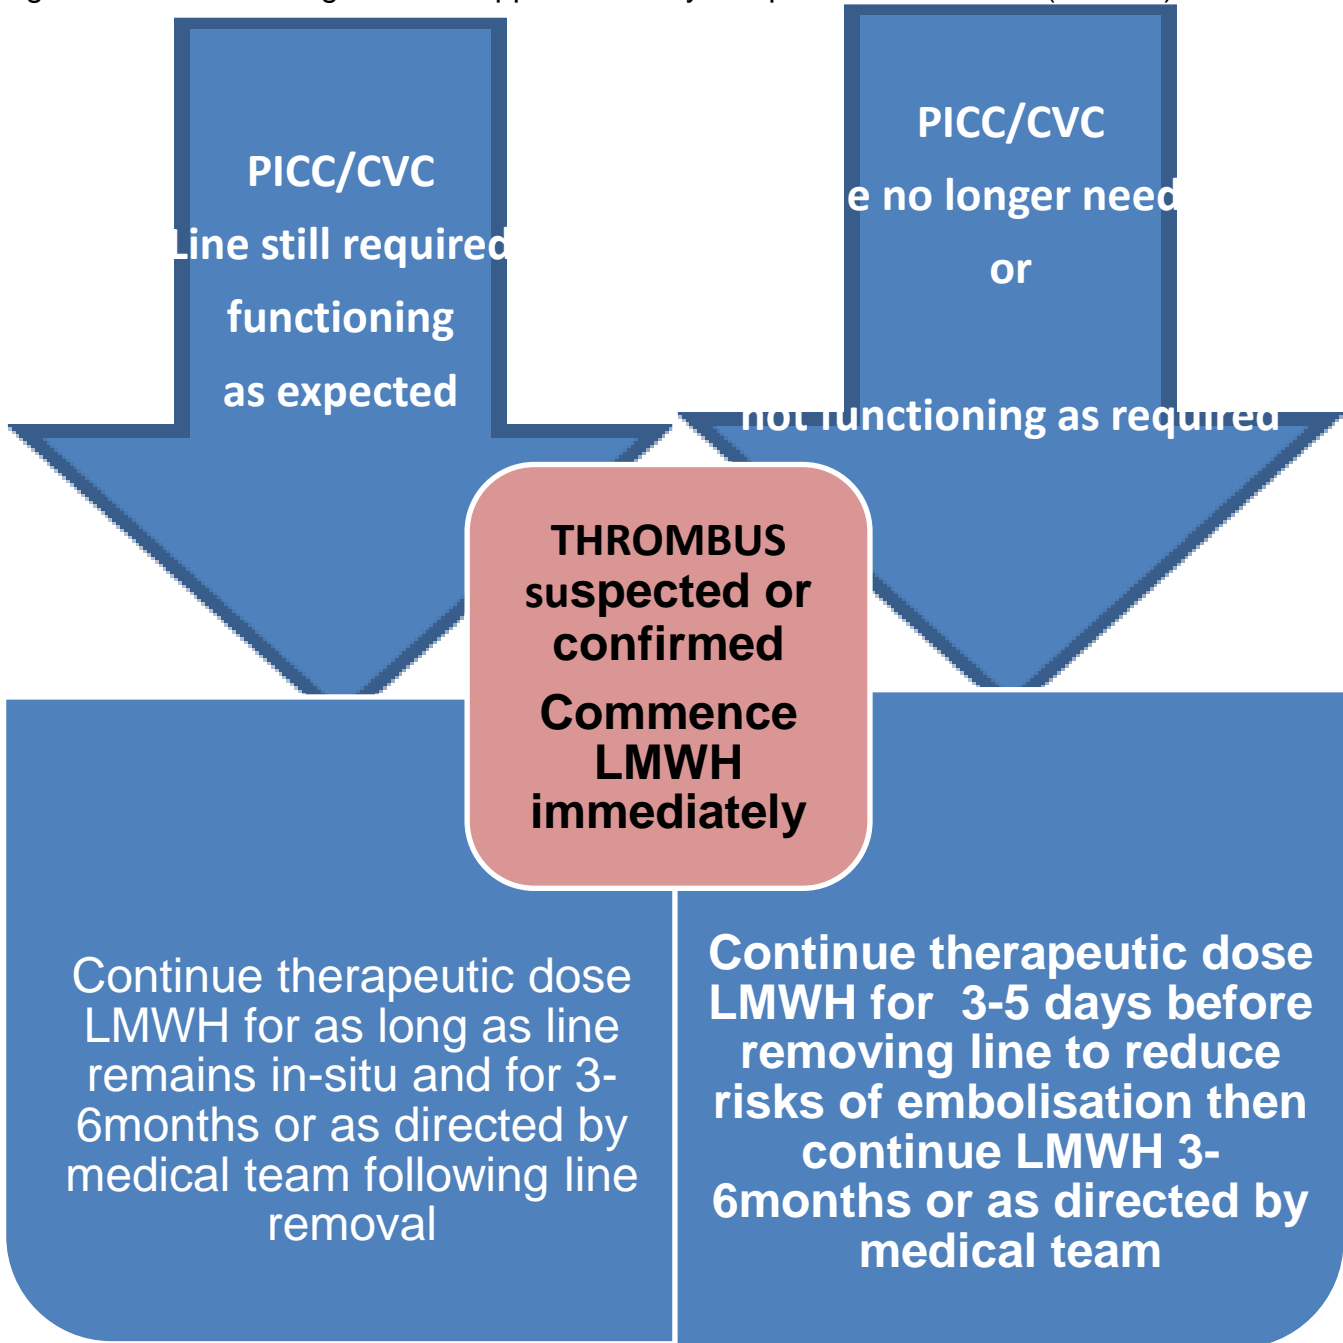 PICC/CVC
Line still required
functioning
as expected
PICC/CVC
e no longer need
or
not functioning as required
THROMBUS
suspected or
confirmed
Commence
LMWH
immediately
Continue therapeutic dose
LMWH for as long as line
remains in-situ and for 3-
6months or as directed by
medical team following line
removal
Continue therapeutic dose
LMWH for 3-5 days before
removing line to reduce
risks of embolisation then
continue LMWH 3-
6months or as directed by
medical team